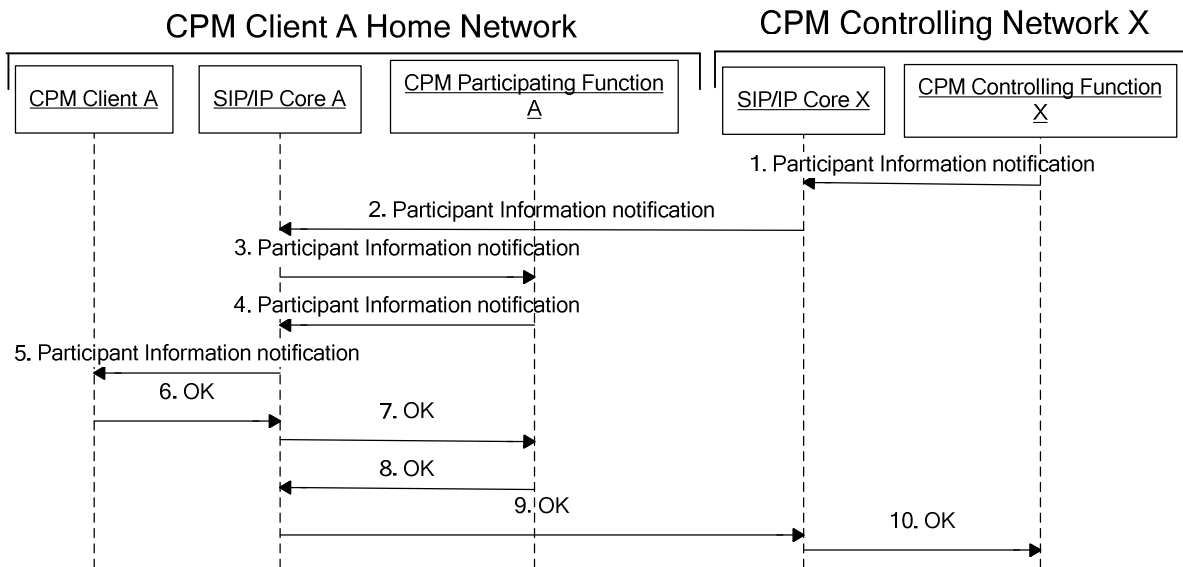 CPM Client A Home Network
CPM Controlling Network X
CPM Client A
SIP/IP Core A
CPM Participating Function
A
SIP/IP Core X
CPM Controlling Function
X
1. Participant Information notification
2. Participant Information notification
3. Participant Information notification
4. Participant Information notification
5. Participant Information notification
6. OK
7. OK
8. OK
9. OK
10. OK